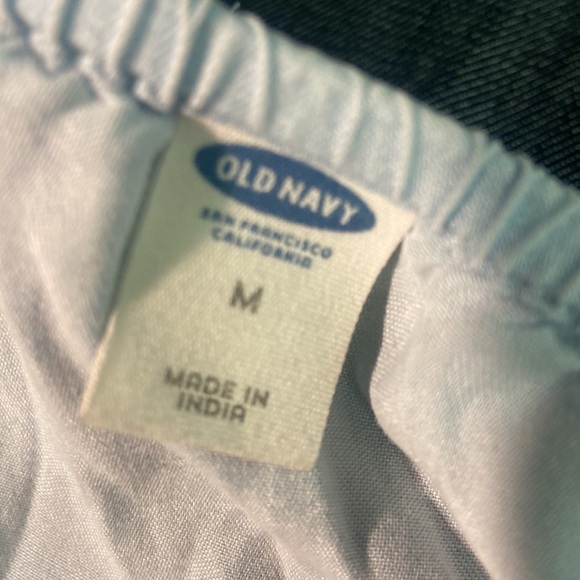 OLD NAVY
SAN FRANCISCO
CALIFORNIA
M
MADE IN
INDIA